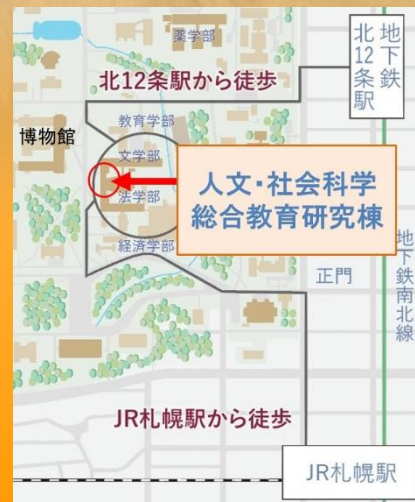 薬学部
地下鉄
北12条駅
北12条駅から徒歩
教育学部
博物館
文学部
人文・社会科学
総合教育研究棟
法学部
経済学部
正門
地下鉄南北線
JR札幌駅から徒歩
JR札幌駅